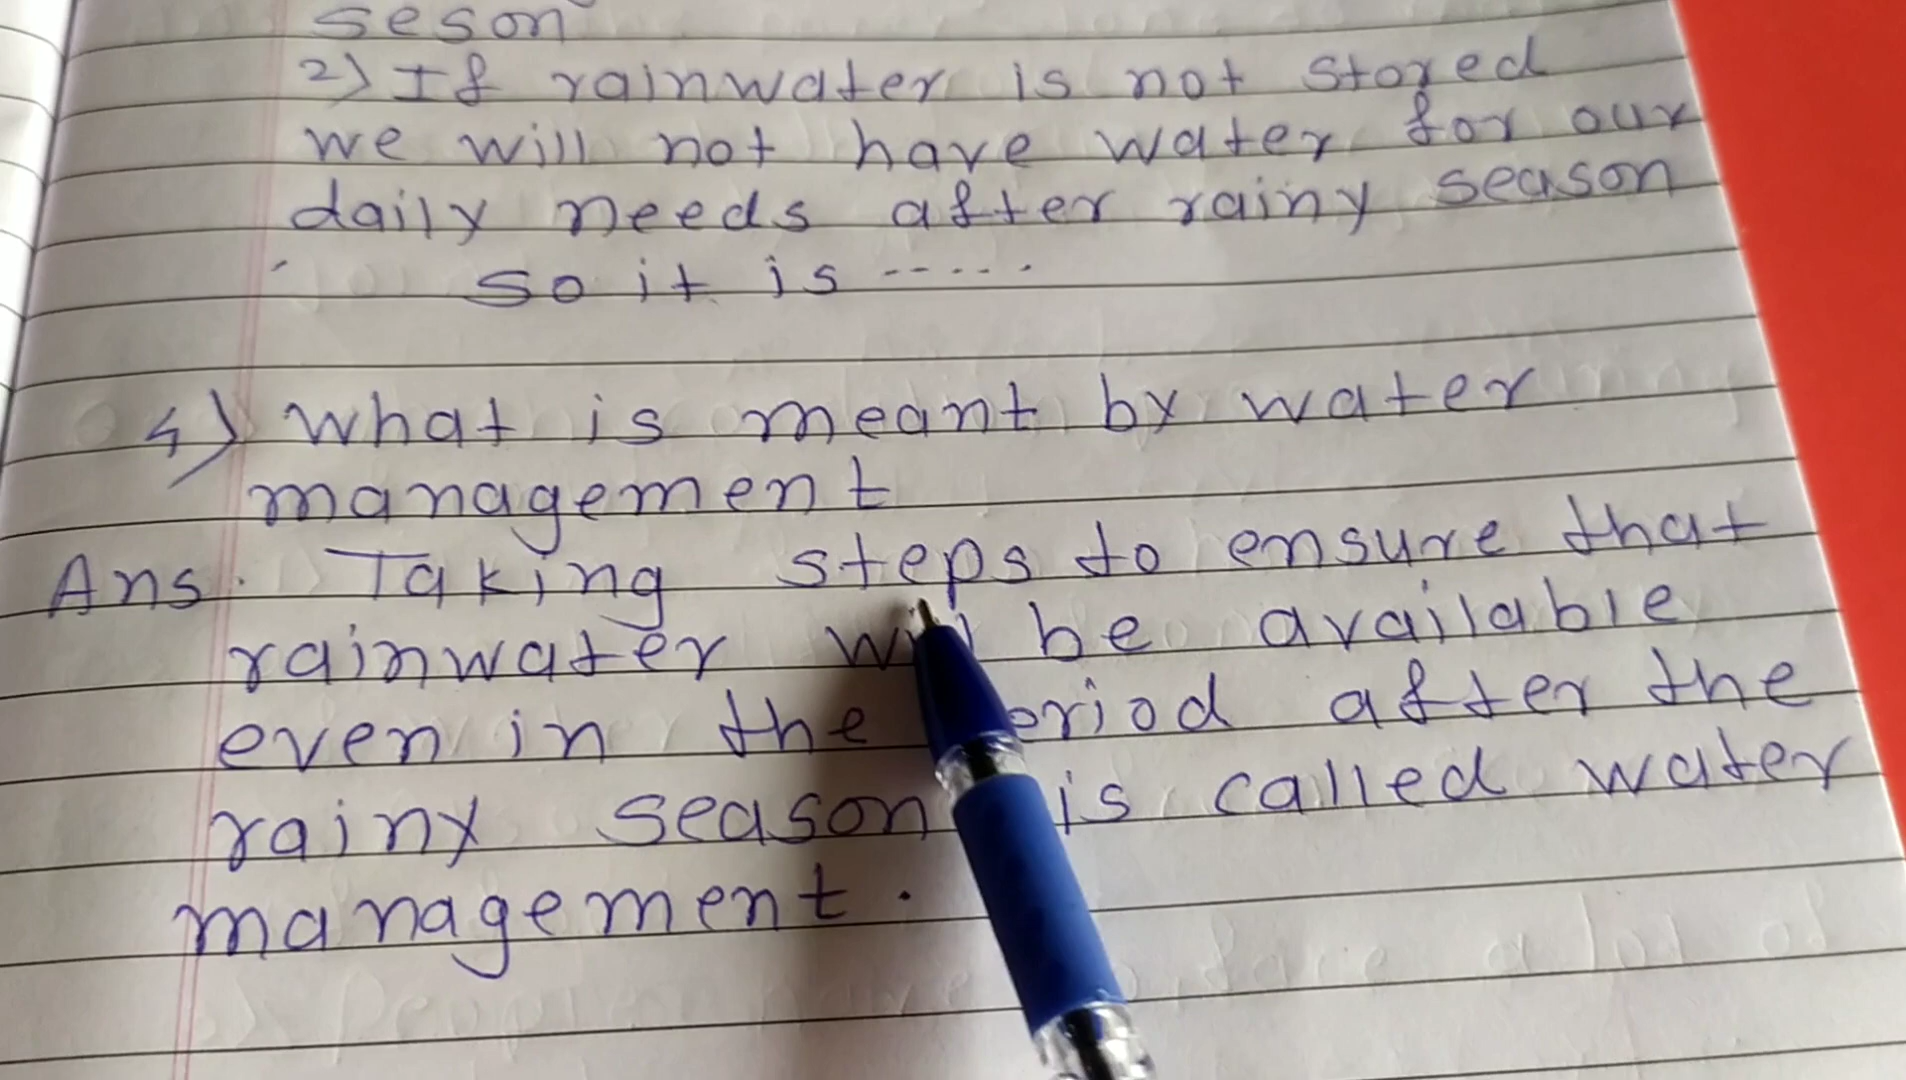 seson
2) If rainwater is not stored
we will not have water for our
daily needs after rainy season
so it is -----
4) What is meant by water
management
Ans. Taking steps to ensure that
rainwater be available
even in the
after the
rainy season is called water
management.